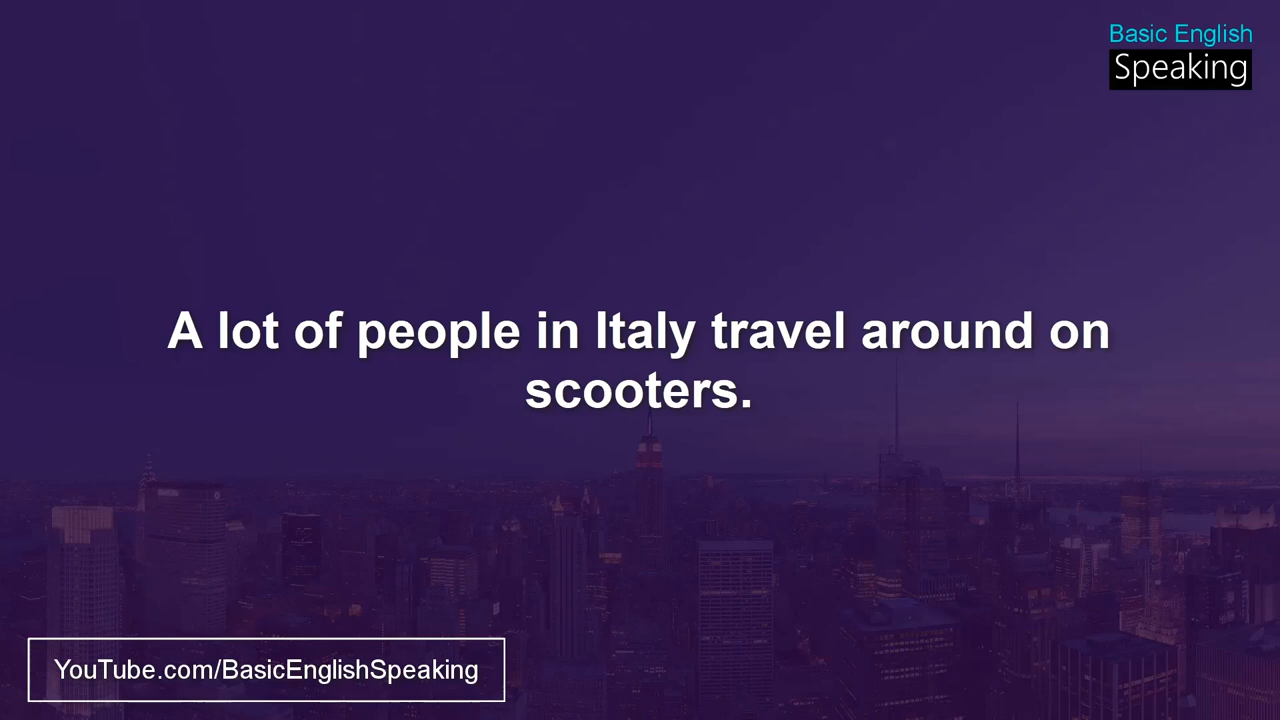 Basic English
Speaking
A lot of people in Italy travel around on
scooters.
YouTube.com/BasicEnglishSpeaking